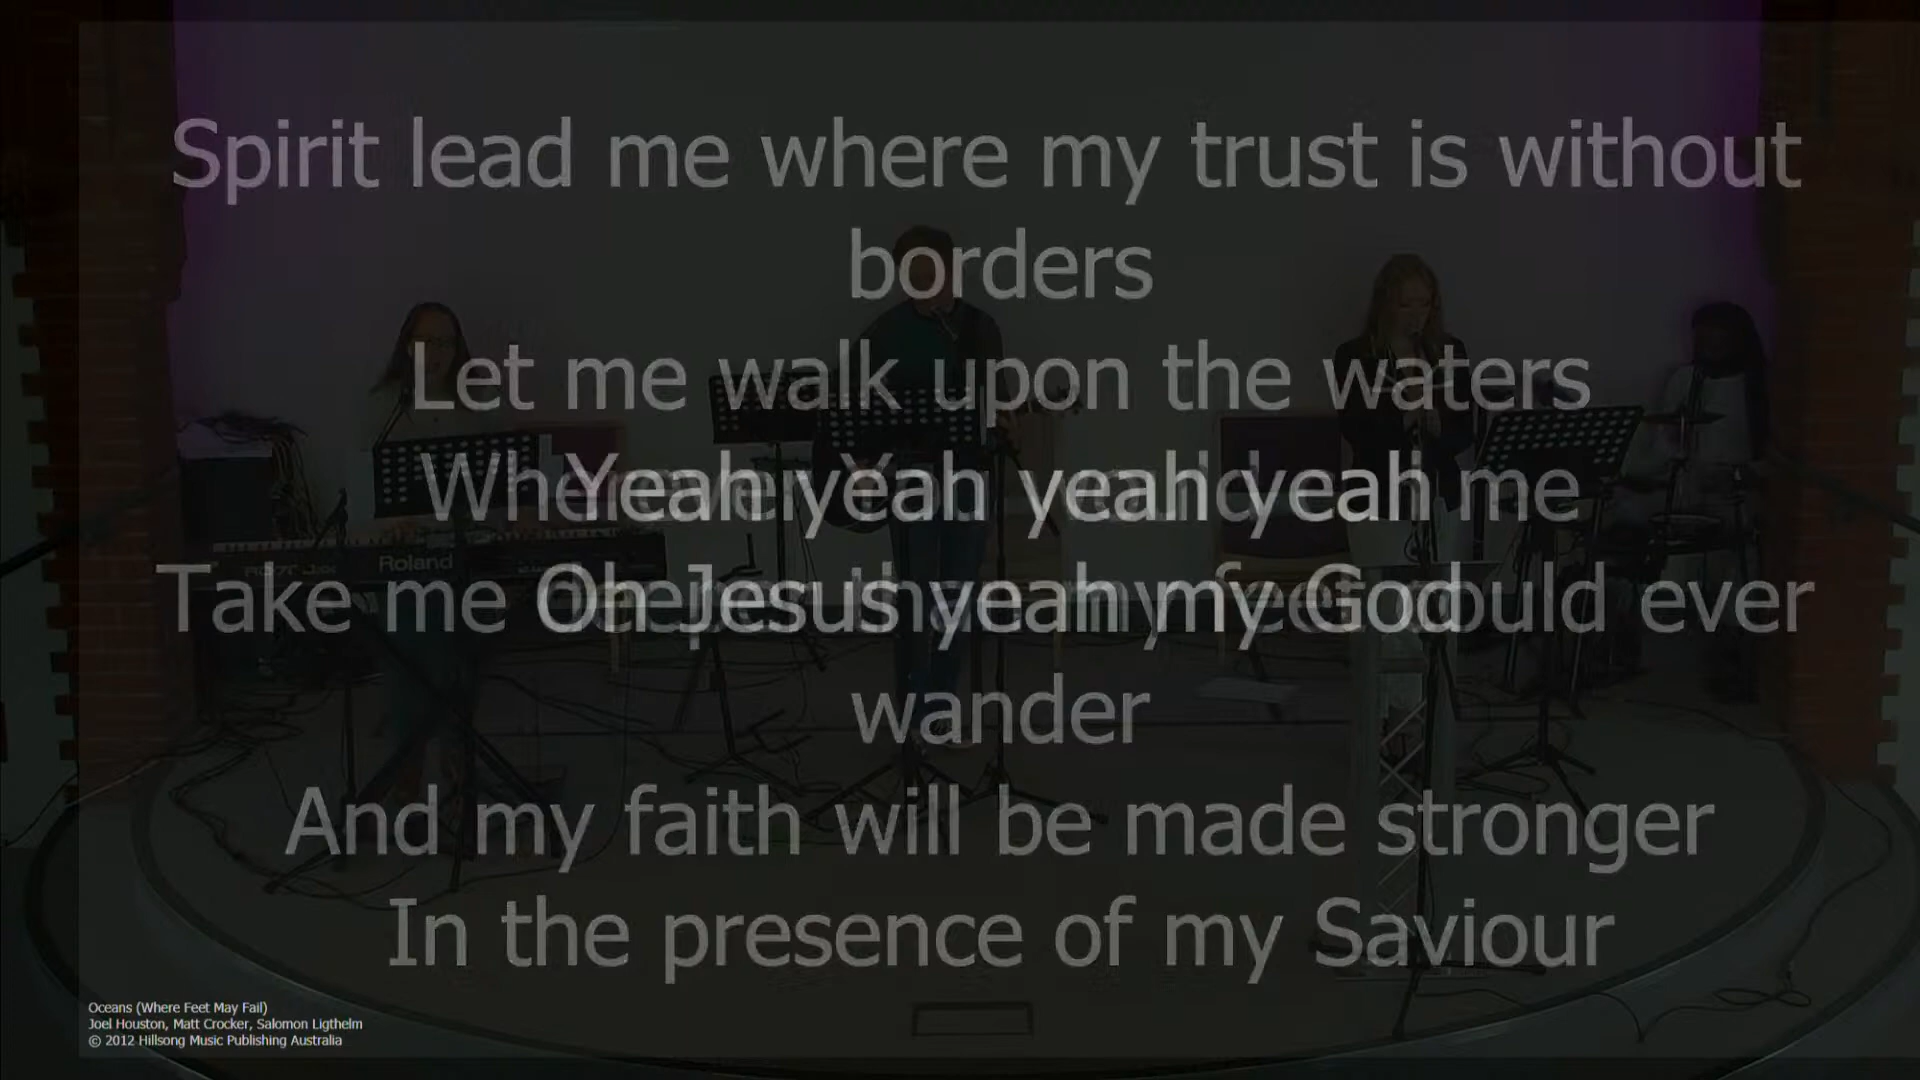 Spirit lead me where my trust is without
borders
Let me walk upon the waters
Yeah yeah yeah yeah
me
Take me
Oh Jesus yeah my God
ever
wander
And my faith will be made stronger
In the presence of my Saviour
Roland
Oceans (Where Feet May Fail)
Joel Houston, Matt Crocker, Salomon Ligthelm
© 2012 Hillsong Music Publishing Australia